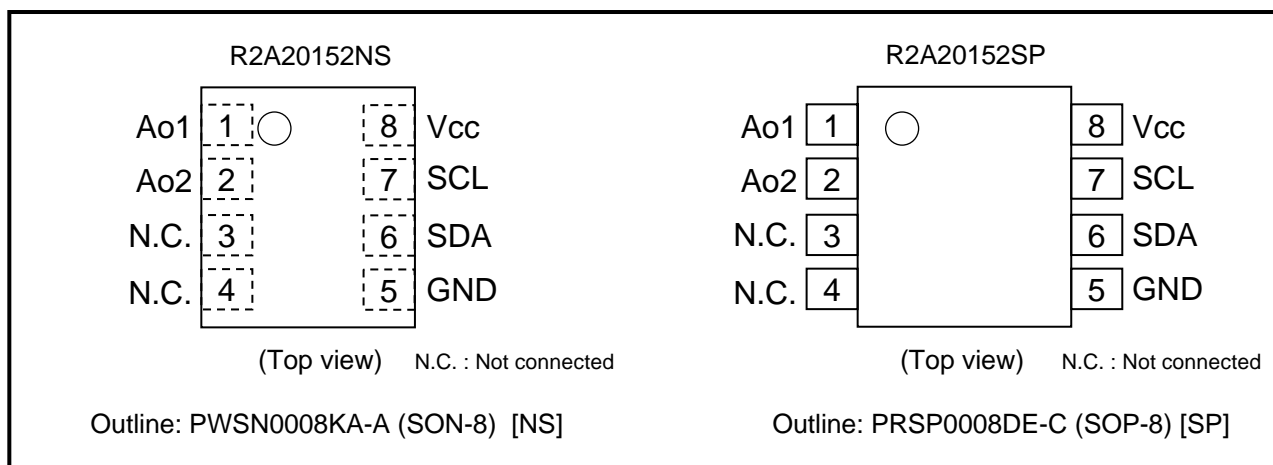 R2A20152NS
Ao1 1 8 Vcc
Ao2 2 7 SCL
N.C. 3 6 SDA
N.C. 4 5 GND
(Top view) N.C. : Not connected
Outline: PWSN0008KA-A (SON-8) [NS]
R2A20152SP
Ao1 1 8 Vcc
Ao2 2 7 SCL
N.C. 3 6 SDA
N.C. 4 5 GND
(Top view) N.C. : Not connected
Outline: PRSP0008DE-C (SOP-8) [SP]